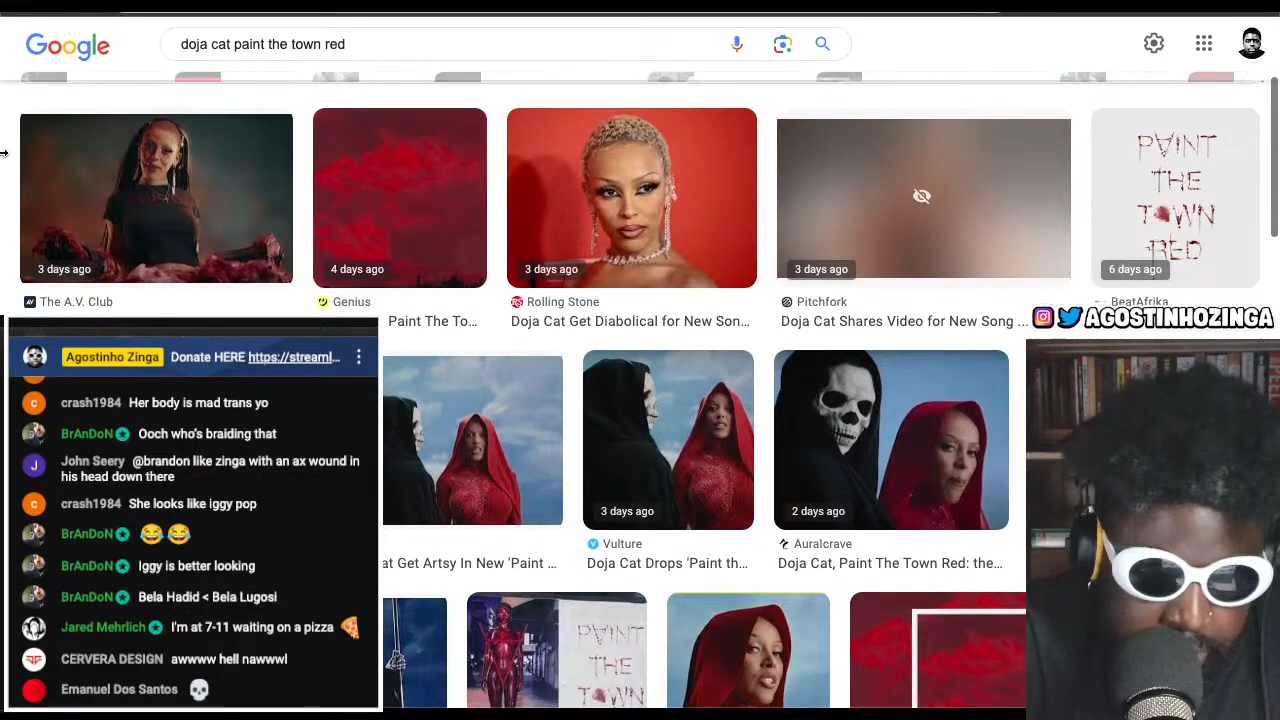 Google
doja cat paint the town red
3 days ago
4 days ago
3 days ago
3 days ago
PAINT
THE
TOWN
RED
6 days ago
The A.V. Club
Genius
Rolling Stone
Pitchfork
BeatAfrika
Paint The To...
Doja Cat Get Diabolical for New Son...
Doja Cat Shares Video for New Song ...
AGOSTINHOZINGA
Agostinho Zinga Donate HERE https://streaml...
crash1984 Her body is mad trans yo
BrAnDoN Ooch who's braiding that
John Seery @brandon like zinga with an ax wound in
his head down there
crash1984 She looks like iggy pop
BrAnDoN 😂😂
BrAnDoN Iggy is better looking
BrAnDoN Bela Hadid < Bela Lugosi
Jared Mehrlich I'm at 7-11 waiting on a pizza 🍕
CERVERA DESIGN awwww hell nawwwl
Emanuel Dos Santos 💀
3 days ago
2 days ago
Vulture
Auralcrave
at Get Artsy In New 'Paint ...
Doja Cat Drops 'Paint th...
Doja Cat, Paint The Town Red: the...
PAINT
THE
TOWN